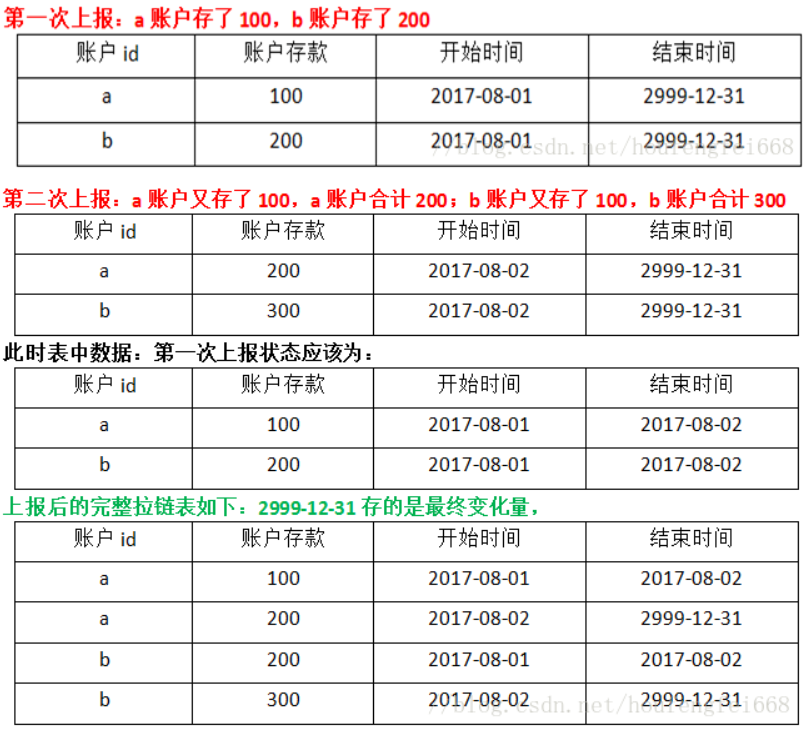 第一次上报：a 账户存了 100，b 账户存了 200
账户 id 账户存款 开始时间 结束时间
a 100 2017-08-01 2999-12-31
b 200 2017-08-01 2999-12-31
//blog.csdn.net/houfengfei668
第二次上报：a 账户又存了 100，a 账户合计 200；b 账户又存了 100，b 账户合计 300
账户 id 账户存款 开始时间 结束时间
a 200 2017-08-02 2999-12-31
b 300 2017-08-02 2999-12-31
此时表中数据：第一次上报状态应该为：
账户 id 账户存款 开始时间 结束时间
a 100 2017-08-01 2017-08-02
b 200 2017-08-01 2017-08-02
上报后的完整拉链表如下：2999-12-31 存的是最终变化量，
账户 id 账户存款 开始时间 结束时间
a 100 2017-08-01 2017-08-02
a 200 2017-08-02 2999-12-31
b 200 2017-08-01 2017-08-02
b 300 2017-08-02 2999-12-31
//blog.csdn.net/houfengfei668